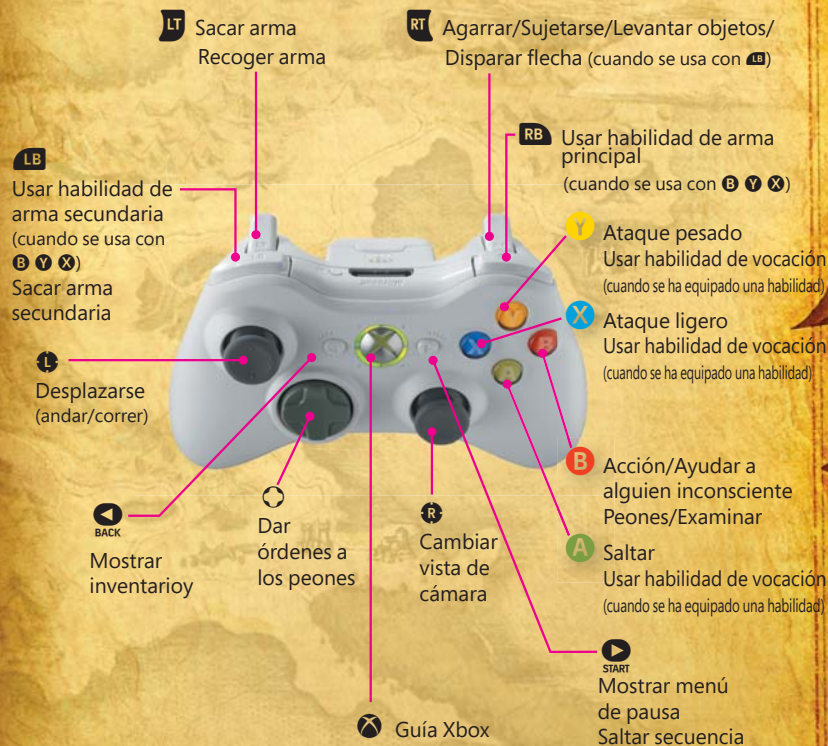 LT Sacar arma
Recoger arma
RT Agarrar/Sujetarse/Levantar objetos/
Disparar flecha (cuando se usa con LB)
LB
Usar habilidad de
arma secundaria
(cuando se usa con
B Y X)
Sacar arma
secundaria
RB Usar habilidad de arma
principal
(cuando se usa con B Y X)
Y Ataque pesado
Usar habilidad de vocación
(cuando se ha equipado una habilidad)
X Ataque ligero
Usar habilidad de vocación
(cuando se ha equipado una habilidad)
L
Desplazarse
(andar/correr)
B Acción/Ayudar a
alguien inconsciente
Peones/Examinar
BACK
Mostrar
inventarioy
Dar
órdenes a
los peones
R
Cambiar
vista de
cámara
A Saltar
Usar habilidad de vocación
(cuando se ha equipado una habilidad)
START
Mostrar menú
de pausa
Saltar secuencia
Guía Xbox
Y
X
B
A